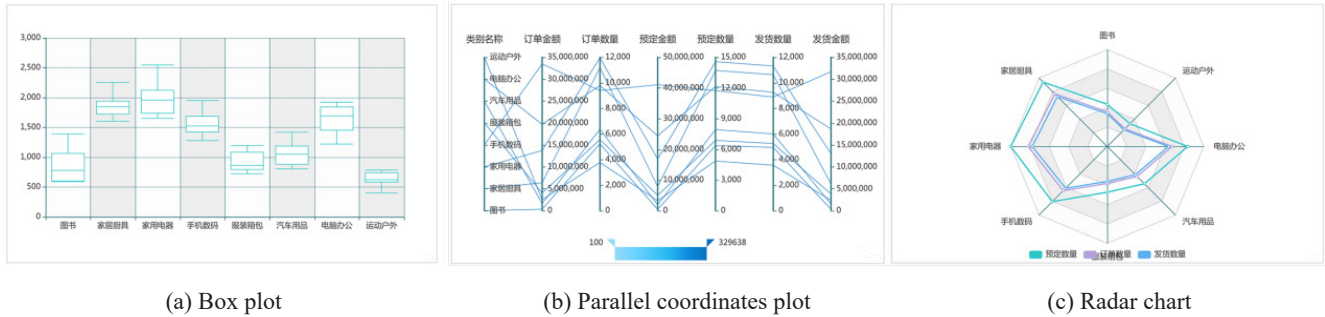 3,000
2,500
2,000
1,500
1,000
500
0
图书 家居厨具 家用电器 手机数码 服装箱包 汽车用品 电脑办公 运动户外
(a) Box plot
类别名称 订单金额 订单数量 预定金额 预定数量 发货数量 发货金额
运动户外
电脑办公
汽车用品
服装箱包
手机数码
家用电器
家居厨具
图书
35,000,000
30,000,000
25,000,000
20,000,000
15,000,000
10,000,000
5,000,000
0
12,000
10,000
8,000
6,000
4,000
2,000
0
50,000,000
40,000,000
30,000,000
20,000,000
10,000,000
0
15,000
12,000
9,000
6,000
3,000
0
12,000
10,000
8,000
6,000
4,000
2,000
0
35,000,000
30,000,000
25,000,000
20,000,000
15,000,000
10,000,000
5,000,000
0
100 329638
(b) Parallel coordinates plot
图书
家居厨具 运动户外
家用电器 电脑办公
手机数码 汽车用品
预定数量 订单数量 发货数量
服装箱包
(c) Radar chart